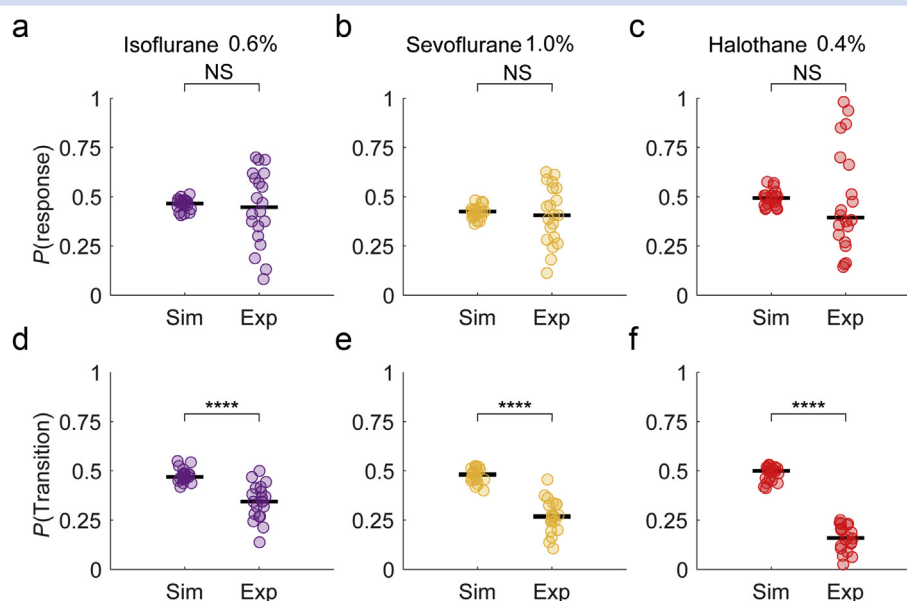 a
Isoflurane 0.6%
NS
b
Sevoflurane 1.0%
NS
c
Halothane 0.4%
NS
P(response)
1
0.75
0.5
0.25
0
Sim Exp
1
0.75
0.5
0.25
0
Sim Exp
1
0.75
0.5
0.25
0
Sim Exp
d
****
e
****
f
****
P(Transition)
1
0.75
0.5
0.25
0
Sim Exp
1
0.75
0.5
0.25
0
Sim Exp
1
0.75
0.5
0.25
0
Sim Exp